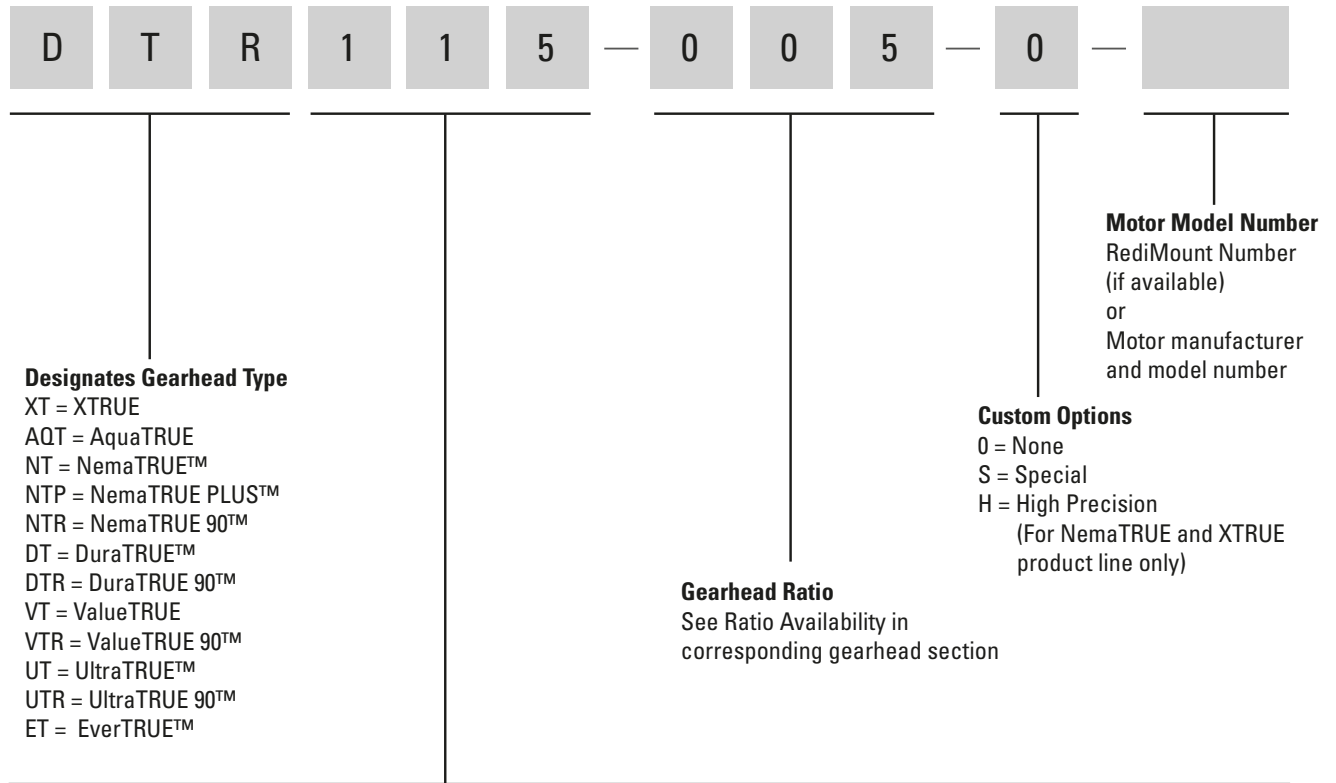 D T R 1 1 5 — 0 0 5 — 0 —
Motor Model Number
RediMount Number
(if available)
or
Motor manufacturer
and model number
Designates Gearhead Type
XT = XTRUE
AQT = AquaTRUE
NT = NemaTRUE™
NTP = NemaTRUE PLUS™
NTR = NemaTRUE 90™
DT = DuraTRUE™
DTR = DuraTRUE 90™
VT = ValueTRUE
VTR = ValueTRUE 90™
UT = UltraTRUE™
UTR = UltraTRUE 90™
ET = EverTRUE™
Custom Options
0 = None
S = Special
H = High Precision
(For NemaTRUE and XTRUE
product line only)
Gearhead Ratio
See Ratio Availability in
corresponding gearhead section